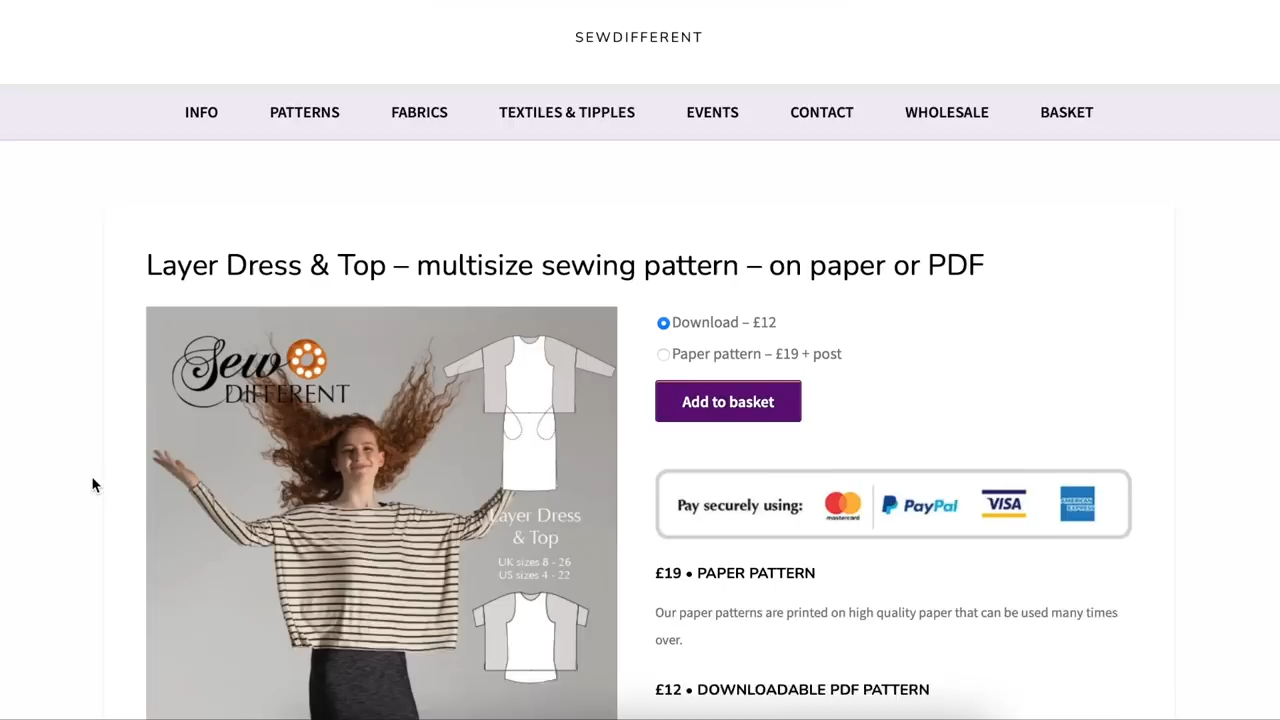 SEWDIFFERENT
INFO PATTERNS FABRICS TEXTILES & TIPPLES EVENTS CONTACT WHOLESALE BASKET
Layer Dress & Top – multisize sewing pattern – on paper or PDF
Sew
DIFFERENT
Layer Dress
& Top
UK sizes 8 - 26
US sizes 4 - 22
Download – £12
Paper pattern – £19 + post
Add to basket
Pay securely using: mastercard PayPal VISA AMERICAN EXPRESS
£19 • PAPER PATTERN
Our paper patterns are printed on high quality paper that can be used many times
over.
£12 • DOWNLOADABLE PDF PATTERN